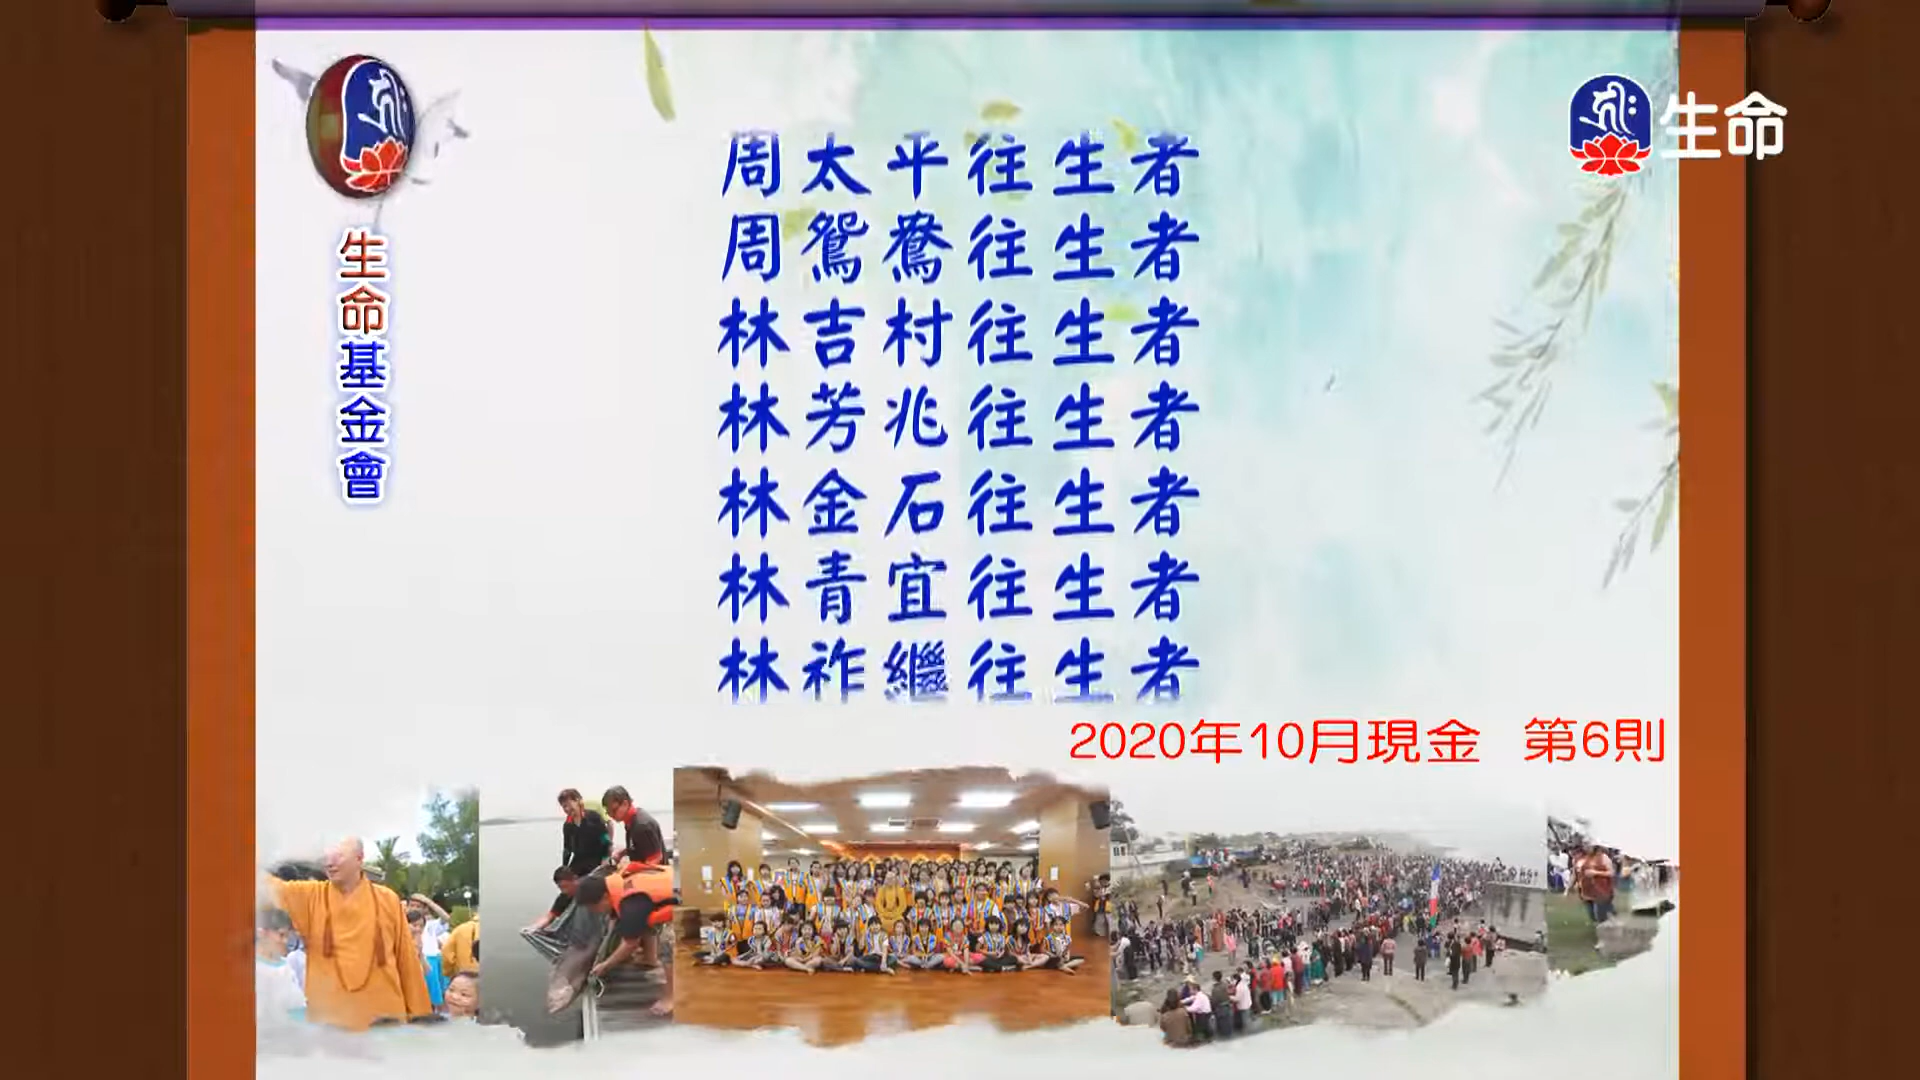 生命
生命基金會
周太平往生者
周鴛鴦往生者
林吉村往生者
林芳兆往生者
林金石往生者
林青宜往生者
林祚繼往生者
2020年10月現金 第6則